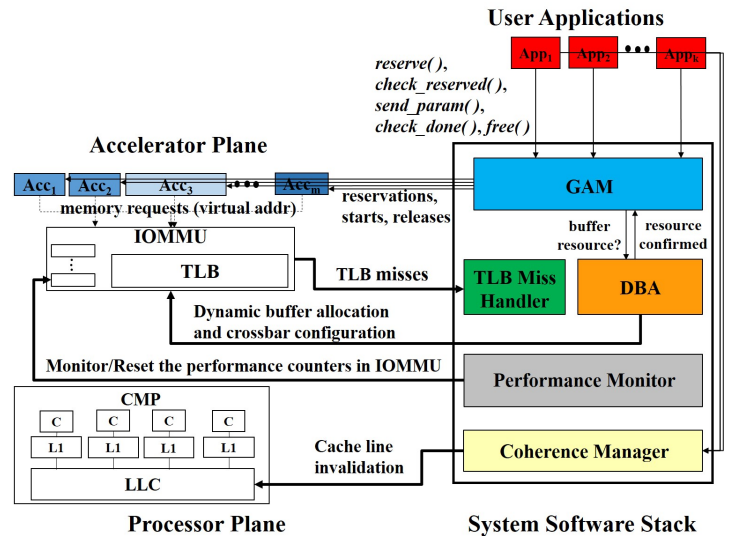 User Applications
App1
App2
Appk
reserve( ),
check_reserved( ),
send_param( ),
check_done( ), free( )
Accelerator Plane
Acc1
Acc2
Acc3
Accm
GAM
reservations,
starts, releases
memory requests (virtual addr)
IOMMU
TLB
buffer
resource?
resource
confirmed
TLB misses
TLB Miss
Handler
DBA
Dynamic buffer allocation
and crossbar configuration
Monitor/Reset the performance counters in IOMMU
Performance Monitor
CMP
C
C
C
C
L1
L1
L1
L1
LLC
Cache line
invalidation
Coherence Manager
Processor Plane
System Software Stack